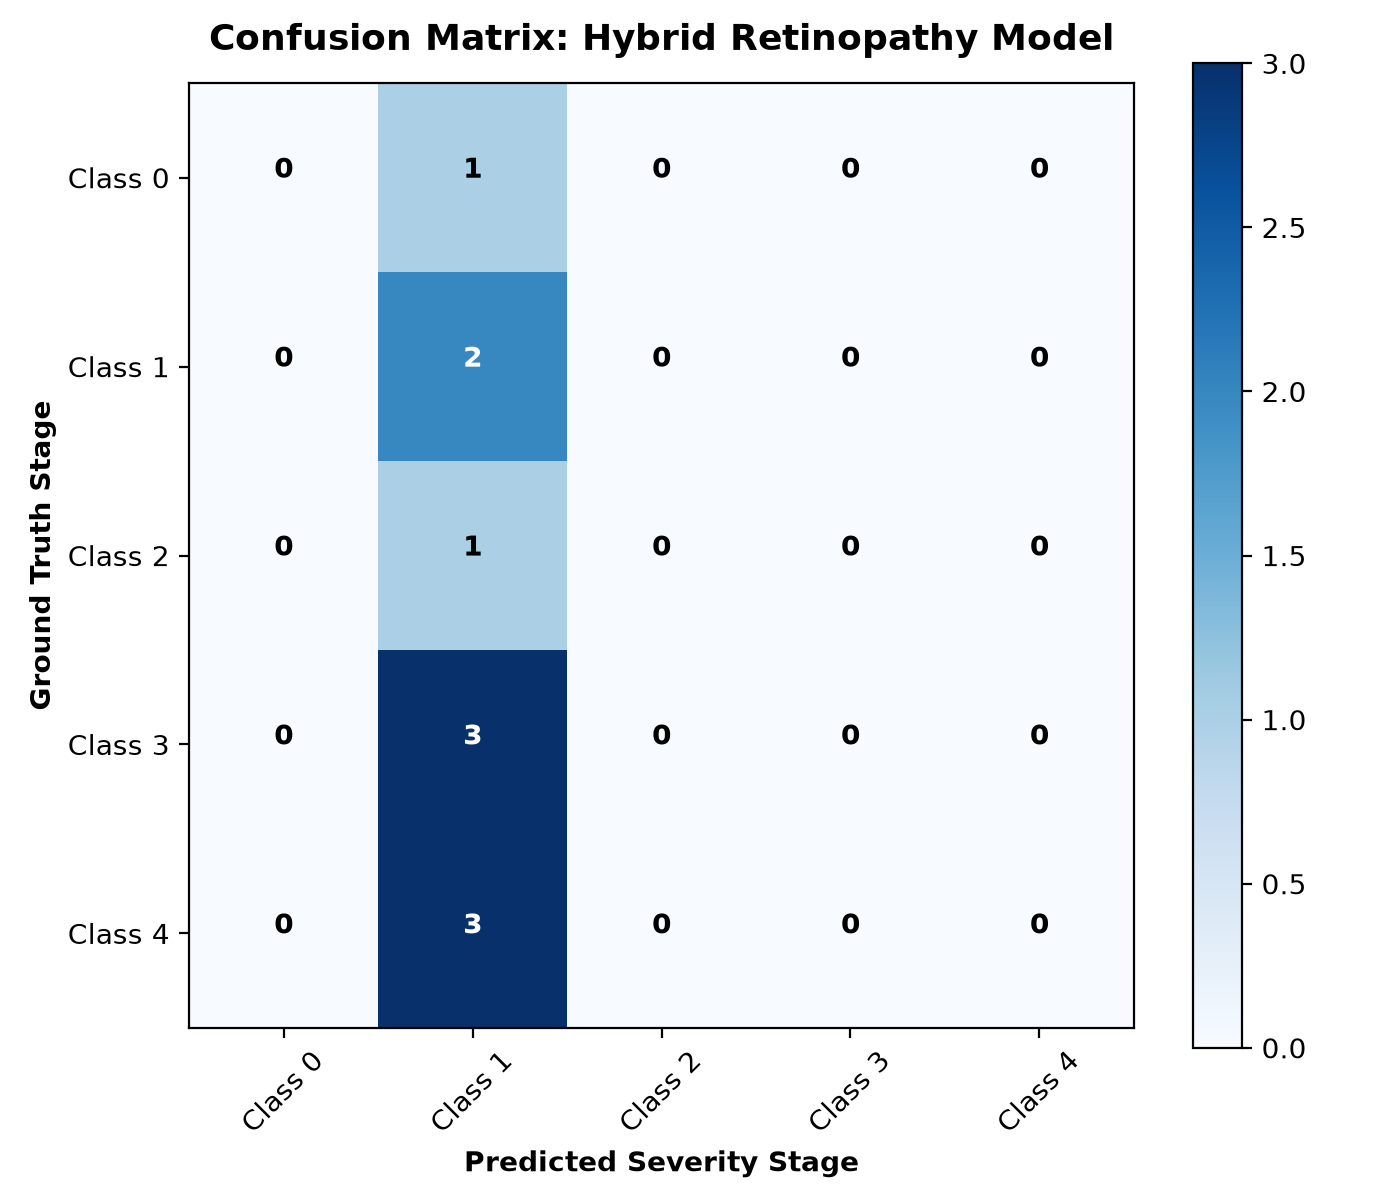 Confusion Matrix: Hybrid Retinopathy Model
Ground Truth Stage
Class 0 0 1 0 0 0
Class 1 0 2 0 0 0
Class 2 0 1 0 0 0
Class 3 0 3 0 0 0
Class 4 0 3 0 0 0
Class 0 Class 1 Class 2 Class 3 Class 4
Predicted Severity Stage
3.0
2.5
2.0
1.5
1.0
0.5
0.0